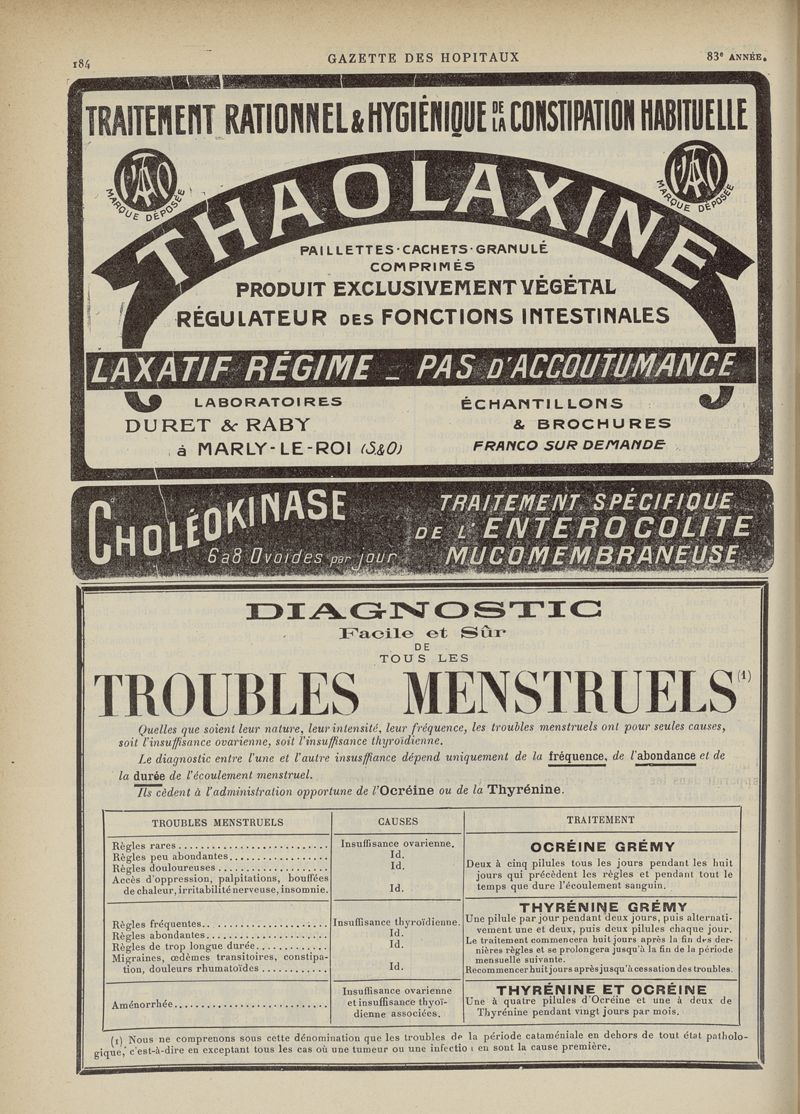 184
GAZETTE DES HOPITAUX
83e ANNÉE.
TRAITEMENT RATIONNEL & HYGIÉNIQUE DE LA CONSTIPATION HABITUELLE
MARQUE DÉPOSÉE
MARQUE DÉPOSÉE
THAOLAXINE
PAILLETTES·CACHETS·GRANULÉ
COMPRIMÉS
PRODUIT EXCLUSIVEMENT VÉGÉTAL
RÉGULATEUR DES FONCTIONS INTESTINALES
LAXATIF RÉGIME _ PAS D'ACCOUTUMANCE
LABORATOIRES
DURET & RABY
à MARLY-LE-ROI (S.&O)
ÉCHANTILLONS
& BROCHURES
FRANCO SUR DEMANDE
CHOLÉOKINASE
6 a 8 Ovoides par jour
TRAITEMENT SPÉCIFIQUE
DE L'ENTEROCOLITE
MUCOMEMBRANEUSE
DIAGNOSTIC
Facile et Sûr
DE
TOUS LES
TROUBLES MENSTRUELS (1)
Quelles que soient leur nature, leur intensité, leur fréquence, les troubles menstruels ont pour seules causes,
soit l'insuffisance ovarienne, soit l'insuffisance thyroïdienne.
Le diagnostic entre l'une et l'autre insusffiance dépend uniquement de la fréquence, de l'abondance et de
la durée de l'écoulement menstruel.
Ils cèdent à l'administration opportune de l'Ocréine ou de la Thyrénine.
TROUBLES MENSTRUELS
CAUSES
TRAITEMENT
Règles rares
Insuffisance ovarienne.
Règles peu abondantes
Id.
Règles douloureuses
Id.
Accès d'oppression, palpitations, bouffées
de chaleur, irritabilité nerveuse, insomnie.
Id.
OCRÉINE GRÉMY
Deux à cinq pilules tous les jours pendant les huit
jours qui précèdent les règles et pendant tout le
temps que dure l'écoulement sanguin.
Règles fréquentes
Insuffisance thyroïdienne.
Règles abondantes
Id.
Règles de trop longue durée
Id.
Migraines, œdèmes transitoires, constipa-
tion, douleurs rhumatoïdes
Id.
THYRÉNINE GRÉMY
Une pilule par jour pendant deux jours, puis alternati-
vement une et deux, puis deux pilules chaque jour.
Le traitement commencera huit jours après la fin des der-
nières règles et se prolongera jusqu'à la fin de la période
mensuelle suivante.
Recommencer huit jours après jusqu'à cessation des troubles.
Aménorrhée
Insuffisance ovarienne
et insuffisance thyoï-
dienne associées.
THYRÉNINE ET OCRÉINE
Une à quatre pilules d'Ocréine et une à deux de
Thyrénine pendant vingt jours par mois.
(1) Nous ne comprenons sous cette dénomination que les troubles de la période cataméniale en dehors de tout état patholo-
gique, c'est-à-dire en exceptant tous les cas où une tumeur ou une infectio i en sont la cause première.